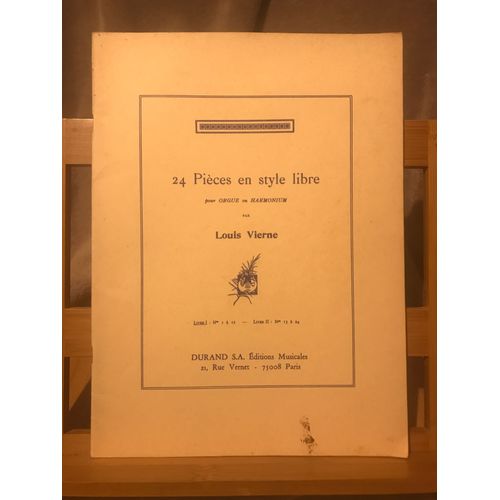 24 Pièces en style libre
pour ORGUE ou HARMONIUM
PAR
Louis Vierne
Livre I - Nos 1 à 12 — Livre II - Nos 13 à 24
DURAND S.A. Éditions Musicales
21, Rue Vernet - 75008 Paris